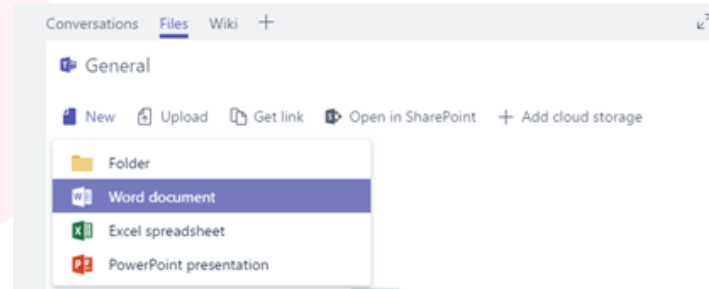 Conversations Files Wiki +
General
New Upload Get link Open in SharePoint + Add cloud storage
Folder
Word document
Excel spreadsheet
PowerPoint presentation